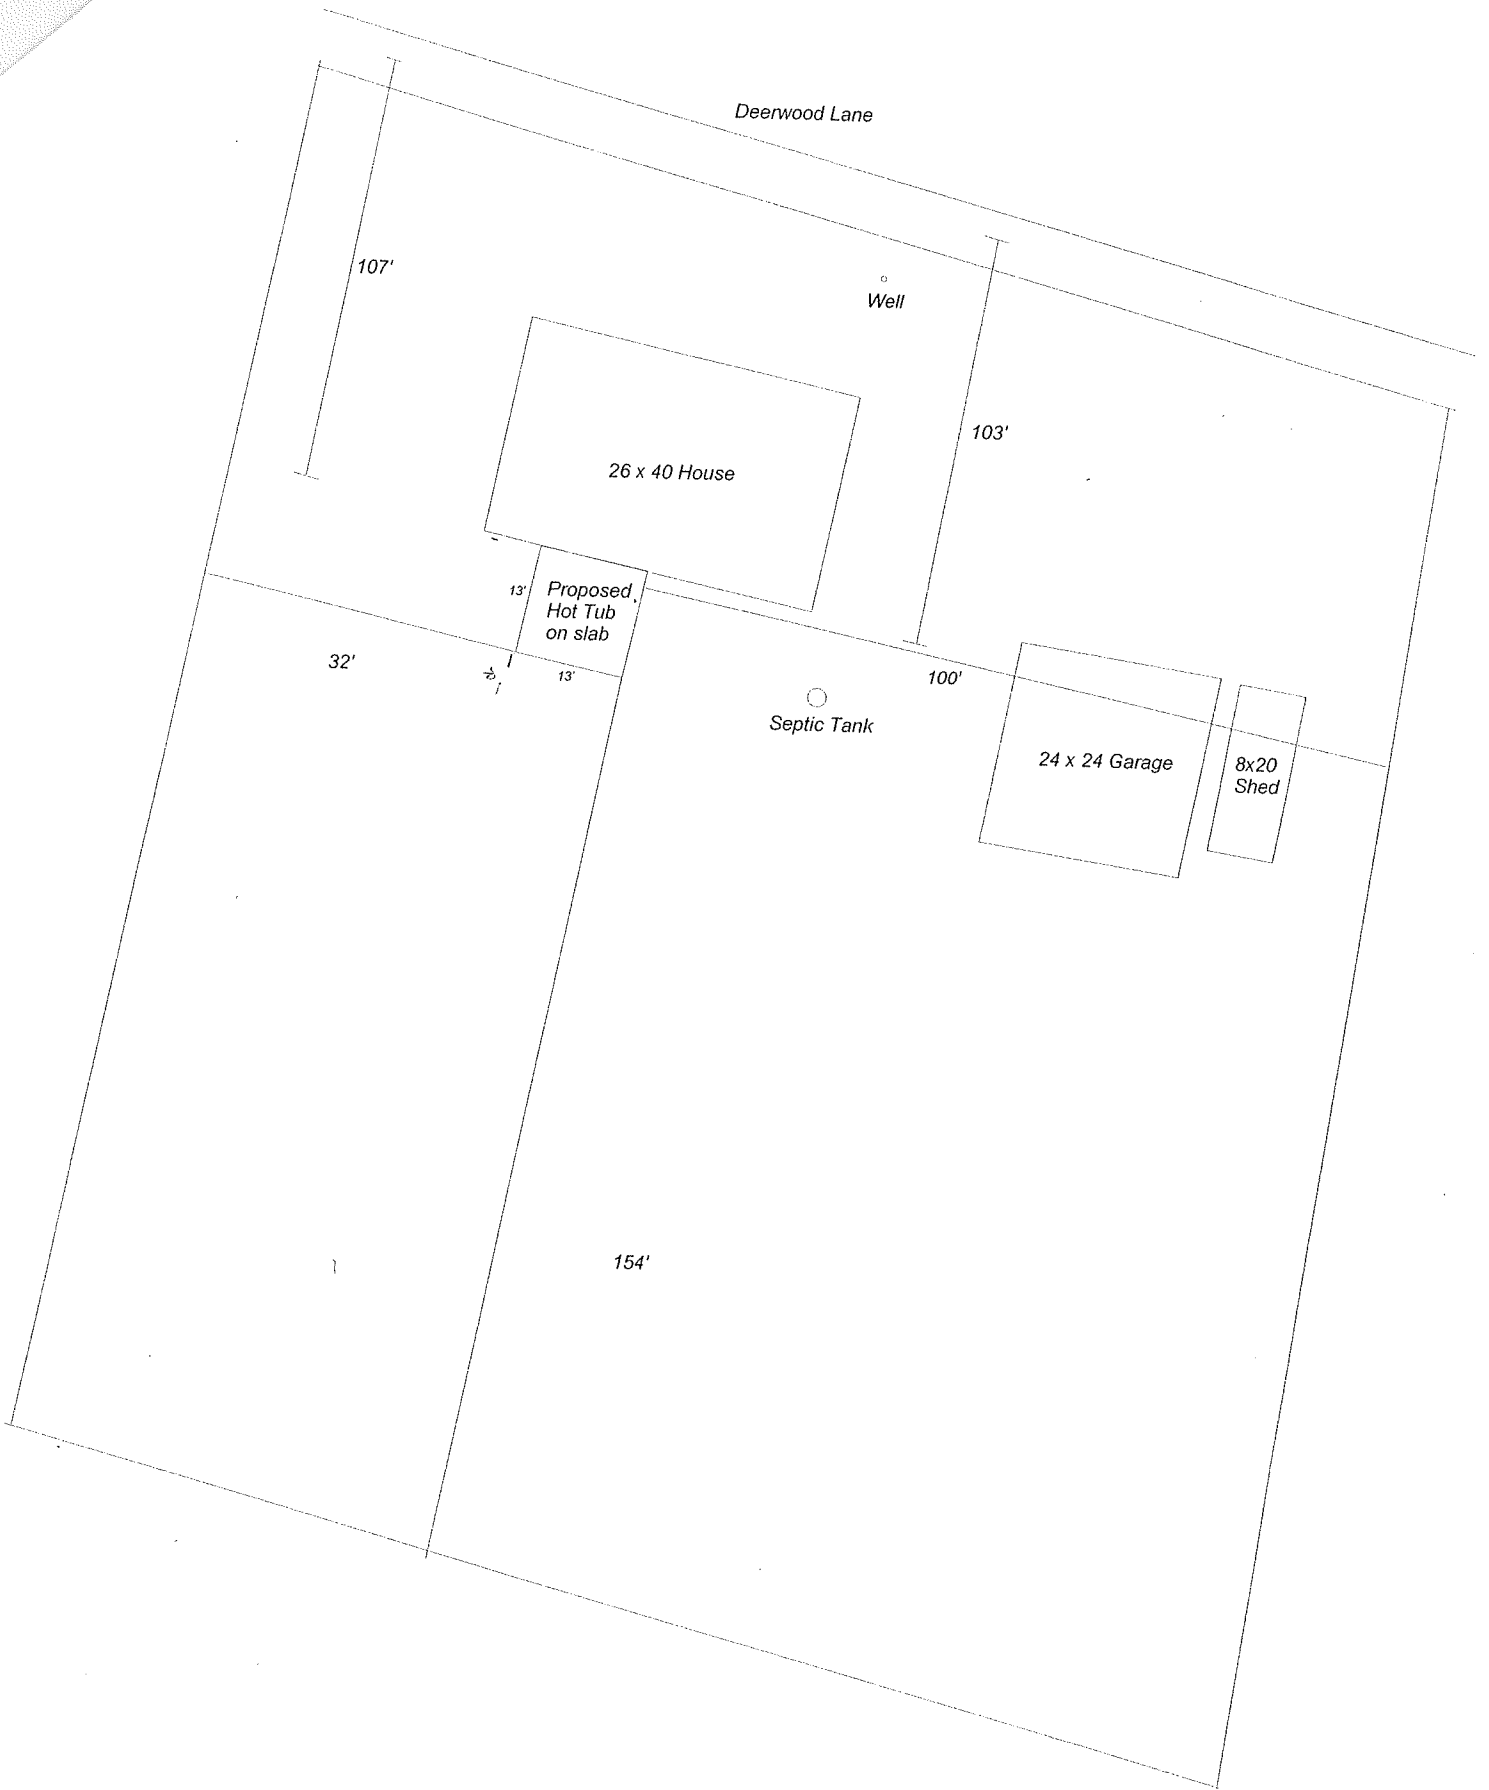 Deerwood Lane
107'
Well
103'
26 x 40 House
13'
Proposed
Hot Tub
on slab
32'
13'
100'
Septic Tank
24 x 24 Garage
8x20
Shed
154'